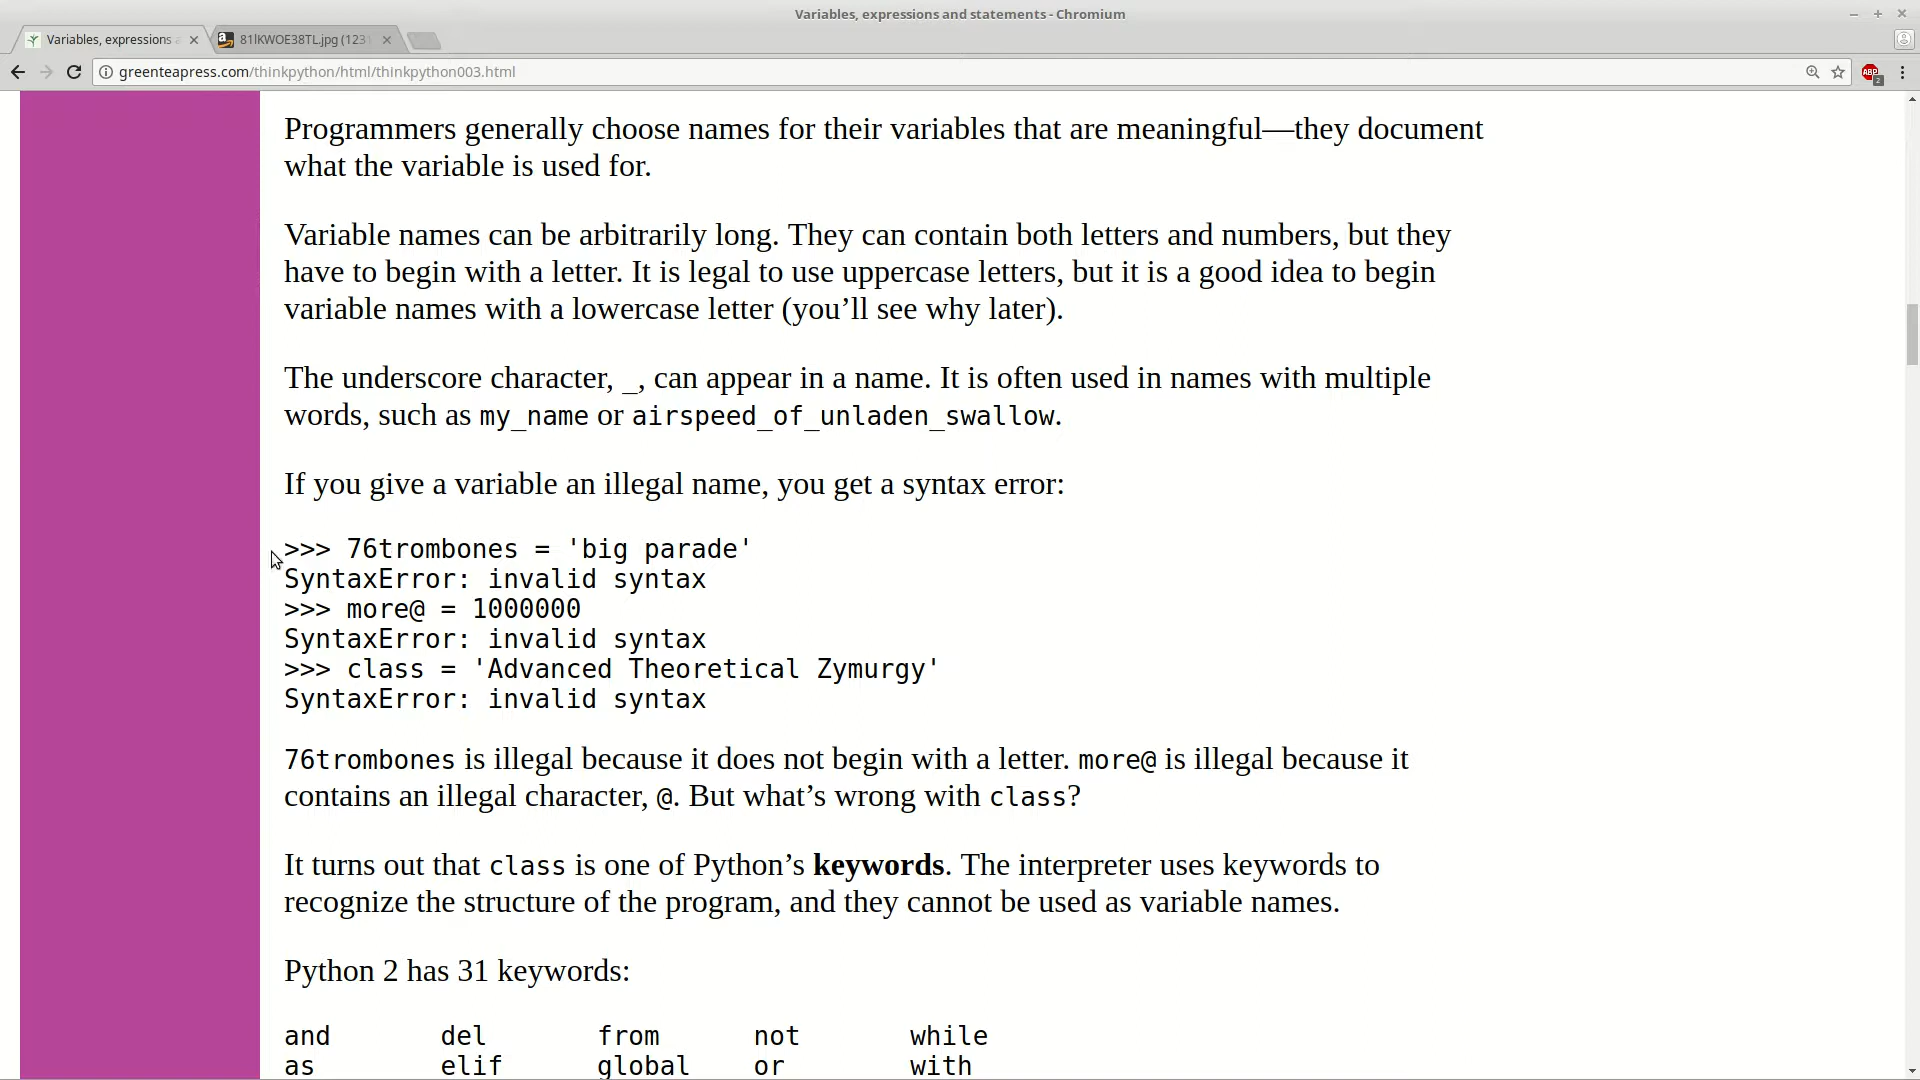 Variables, expressions and statements - Chromium
Variables, expressions a
81lKWOE38TL.jpg (1231
greenteapress.com/thinkpython/html/thinkpython003.html
ABP
2
Programmers generally choose names for their variables that are meaningful—they document
what the variable is used for.
Variable names can be arbitrarily long. They can contain both letters and numbers, but they
have to begin with a letter. It is legal to use uppercase letters, but it is a good idea to begin
variable names with a lowercase letter (you’ll see why later).
The underscore character, _, can appear in a name. It is often used in names with multiple
words, such as my_name or airspeed_of_unladen_swallow.
If you give a variable an illegal name, you get a syntax error:
>>> 76trombones = 'big parade'
SyntaxError: invalid syntax
>>> more@ = 1000000
SyntaxError: invalid syntax
>>> class = 'Advanced Theoretical Zymurgy'
SyntaxError: invalid syntax
76trombones is illegal because it does not begin with a letter. more@ is illegal because it
contains an illegal character, @. But what’s wrong with class?
It turns out that class is one of Python’s keywords. The interpreter uses keywords to
recognize the structure of the program, and they cannot be used as variable names.
Python 2 has 31 keywords:
and del from not while
as elif global or with